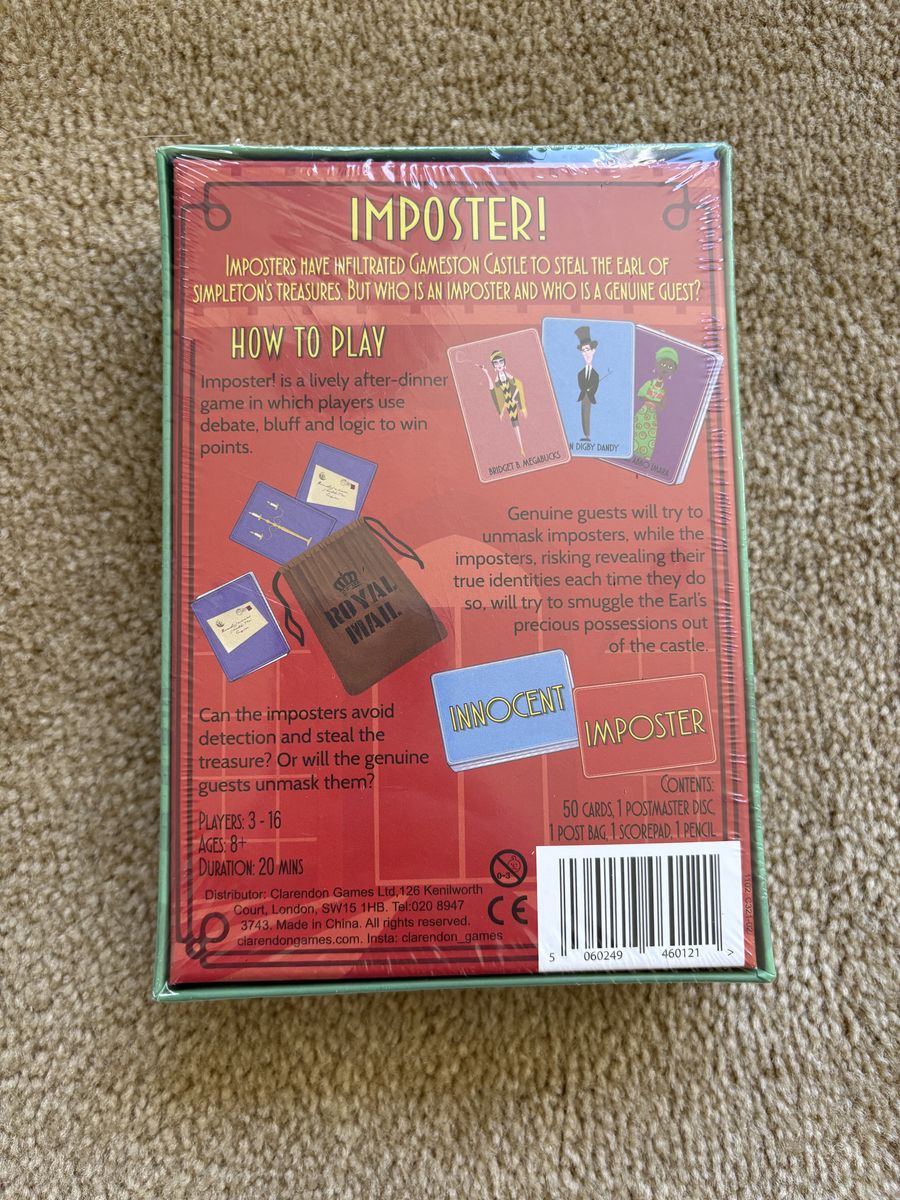 IMPOSTER!
IMPOSTERS HAVE INFILTRATED GAMESTON CASTLE TO STEAL THE EARL OF
SIMPLETON'S TREASURES. BUT WHO IS AN IMPOSTER AND WHO IS A GENUINE GUEST?
HOW TO PLAY
Imposter! is a lively after-dinner
game in which players use
debate, bluff and logic to win
points.
BRIDGET B. MEGABUCKS
DIGBY DANDY
IMARA
Genuine guests will try to
unmask imposters, while the
imposters, risking revealing their
true identities each time they do
so, will try to smuggle the Earl's
precious possessions out
of the castle.
ROYAL
MAIL
INNOCENT
IMPOSTER
Can the imposters avoid
detection and steal the
treasure? Or will the genuine
guests unmask them?
PLAYERS: 3 - 16
AGES: 8+
DURATION: 20 MINS
CONTENTS:
50 CARDS, 1 POSTMASTER DISC,
1 POST BAG, 1 SCOREPAD, 1 PENCIL
0-3
CE
Distributor: Clarendon Games Ltd,126 Kenilworth
Court, London, SW15 1HB. Tel:020 8947
3743. Made in China. All rights reserved.
clarendongames.com. Insta: clarendon_games
5 060249 460121 >